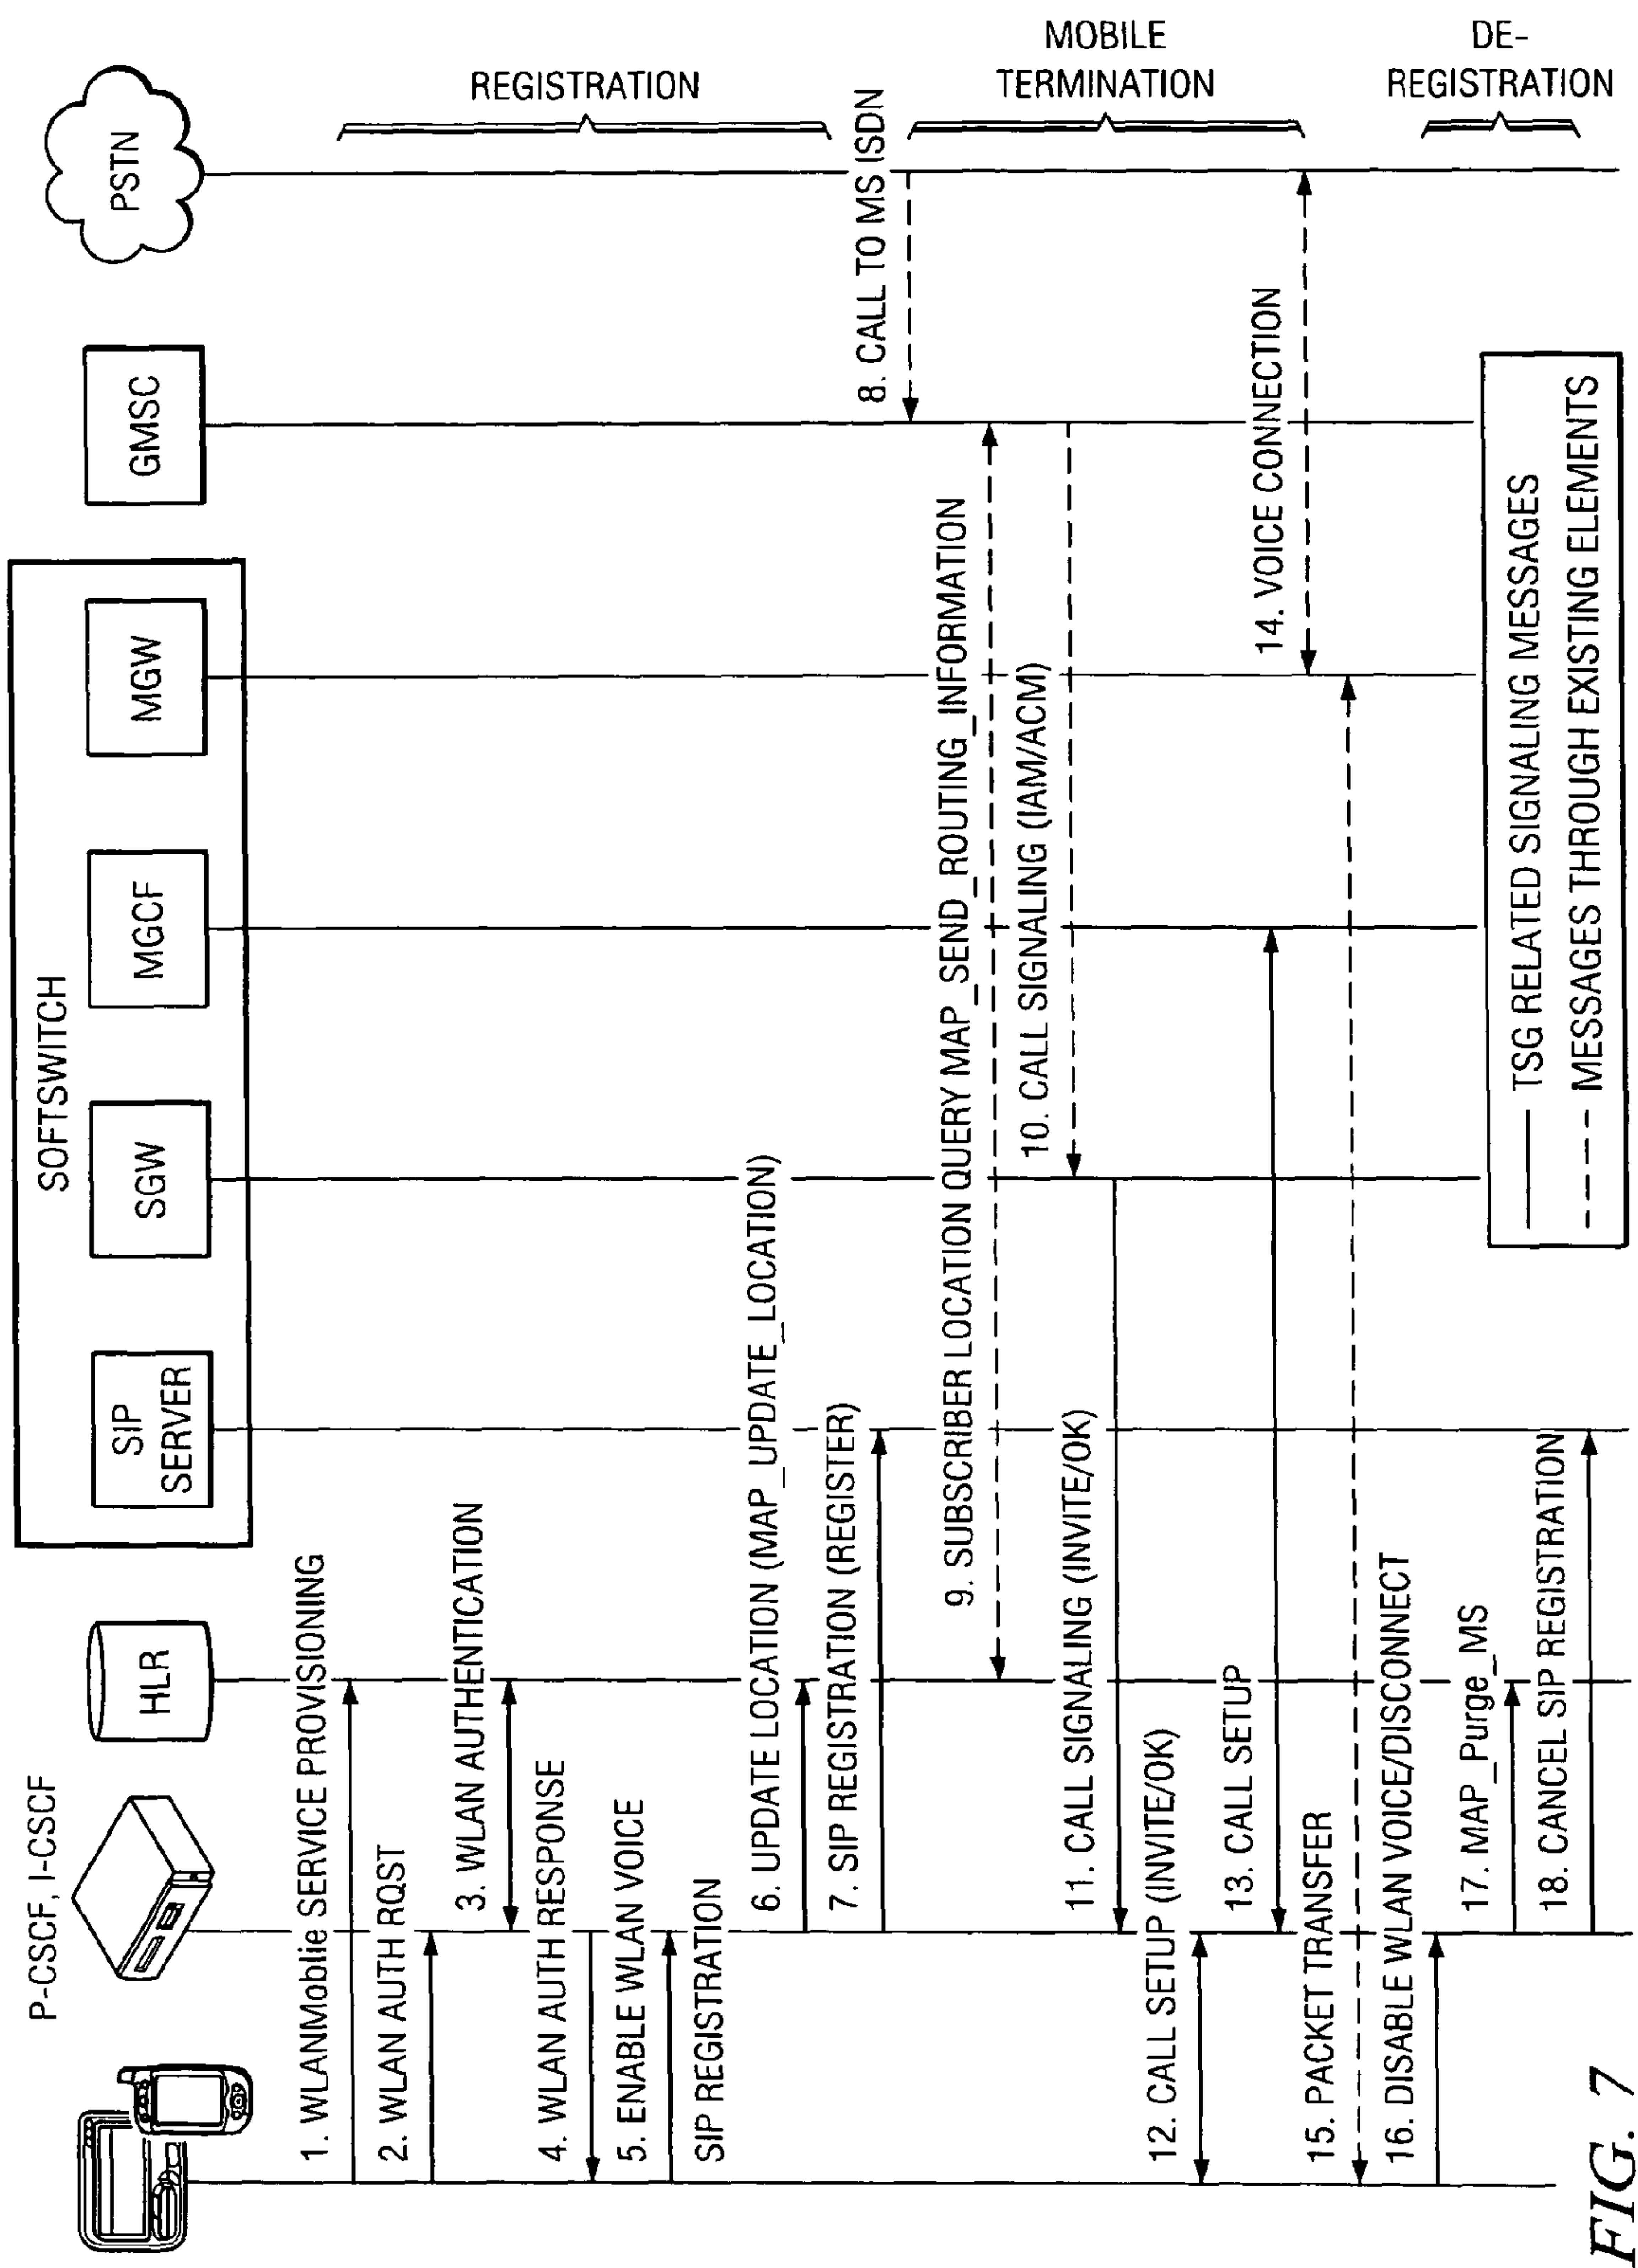 SOFTSWITCH
P-CSCF, I-CSCF
HLR
SIP
SERVER
SGW
MGCF
MGW
GMSC
PSTN
1. WLANMoblie SERVICE PROVISIONING
2. WLAN AUTH RQST
3. WLAN AUTHENTICATION
4. WLAN AUTH RESPONSE
5. ENABLE WLAN VOICE
SIP REGISTRATION
6. UPDATE LOCATION (MAP_UPDATE_LOCATION)
7. SIP REGISTRATION (REGISTER)
REGISTRATION
8. CALL TO MS ISDN
9. SUBSCRIBER LOCATION QUERY MAP_SEND_ROUTING_INFORMATION
10. CALL SIGNALING (IAM/ACM)
11. CALL SIGNALING (INVITE/OK)
12. CALL SETUP (INVITE/OK)
13. CALL SETUP
14. VOICE CONNECTION
MOBILE
TERMINATION
15. PACKET TRANSFER
16. DISABLE WLAN VOICE/DISCONNECT
17. MAP_Purge_MS
18. CANCEL SIP REGISTRATION
DE-
REGISTRATION
TSG RELATED SIGNALING MESSAGES
MESSAGES THROUGH EXISTING ELEMENTS
FIG. 7